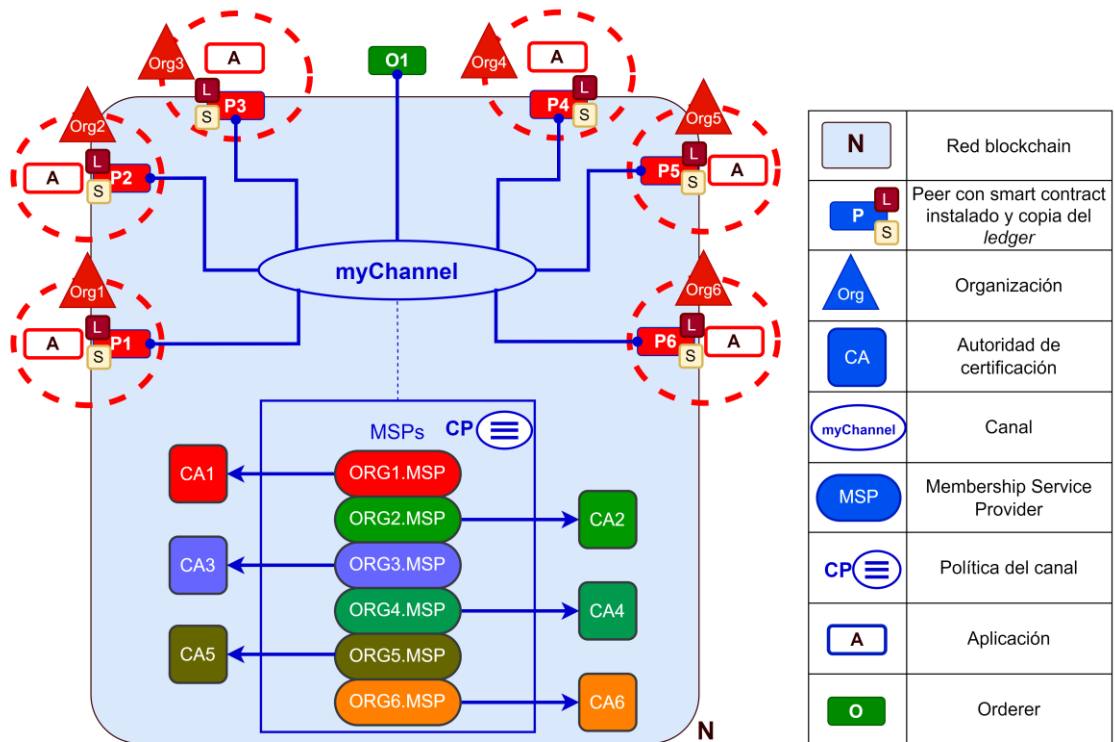 Org3
A
L
P3
S
O1
Org4
A
L
P4
S
Org2
A
L
P2
S
Org5
L
P5
A
S
myChannel
Org1
A
L
P1
S
Org6
L
P6
A
S
MSPs
CP
CA1
ORG1.MSP
ORG2.MSP
CA2
CA3
ORG3.MSP
ORG4.MSP
CA4
CA5
ORG5.MSP
ORG6.MSP
CA6
N
N
Red blockchain
P
L
S
Peer con smart contract
instalado y copia del
ledger
Org
Organización
CA
Autoridad de
certificación
myChannel
Canal
MSP
Membership Service
Provider
CP
Política del canal
A
Aplicación
O
Orderer